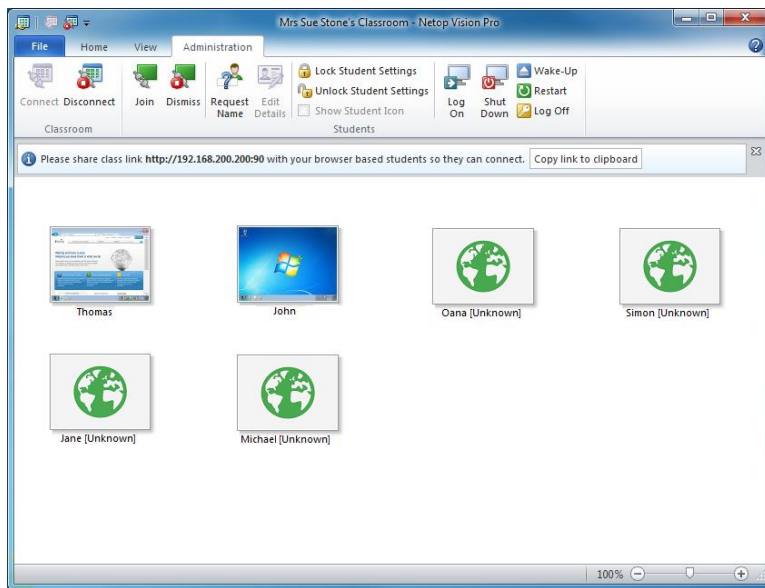 Mrs Sue Stone's Classroom - Netop Vision Pro
File Home View Administration
Connect Disconnect Join Dismiss Request Name Edit Details
Lock Student Settings
Unlock Student Settings
Show Student Icon
Log On Shut Down
Wake-Up
Restart
Log Off
Classroom Students
Please share class link http://192.168.200.200:90 with your browser based students so they can connect. Copy link to clipboard
Thomas John Oana [Unknown] Simon [Unknown]
Jane [Unknown] Michael [Unknown]
100%